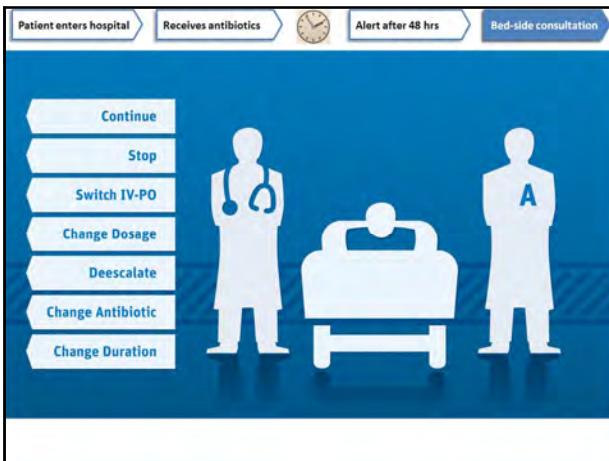 Patient enters hospital
Receives antibiotics
Alert after 48 hrs
Bed-side consultation
Continue
Stop
Switch IV-PO
Change Dosage
Deescalate
Change Antibiotic
Change Duration
A